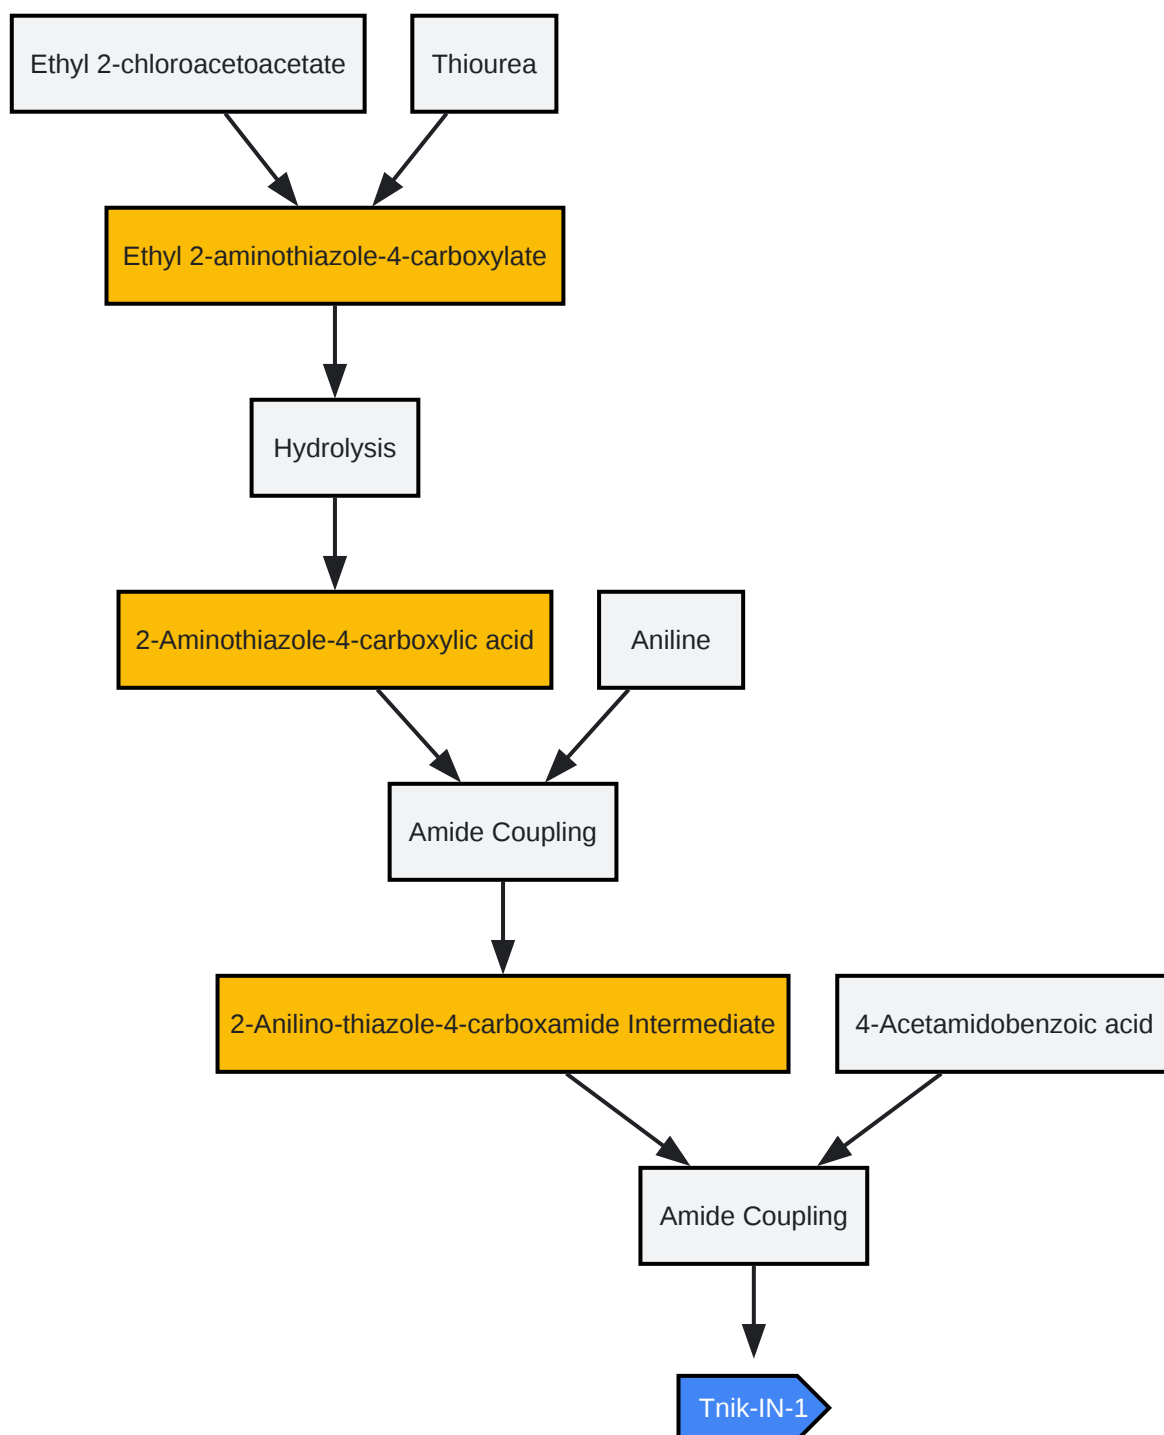 Ethyl 2-chloroacetoacetate
Thiourea
Ethyl 2-aminothiazole-4-carboxylate
Hydrolysis
2-Aminothiazole-4-carboxylic acid
Aniline
Amide Coupling
2-Anilino-thiazole-4-carboxamide Intermediate
4-Acetamidobenzoic acid
Amide Coupling
Tnik-IN-1